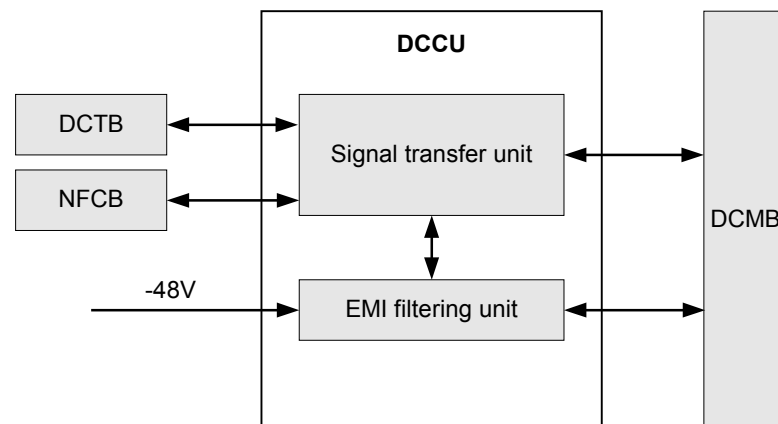 DCCU
DCTB
Signal transfer unit
NFCB
DCMB
-48V
EMI filtering unit